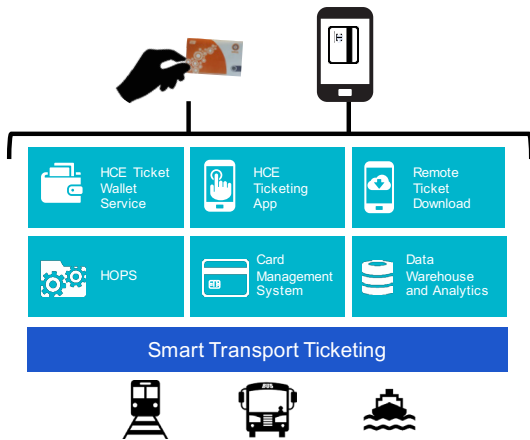 HCE Ticket
Wallet
Service
HCE
Ticketing
App
Remote
Ticket
Download
HOPS
Card
Management
System
Data
Warehouse
and Analytics
Smart Transport Ticketing
BUS